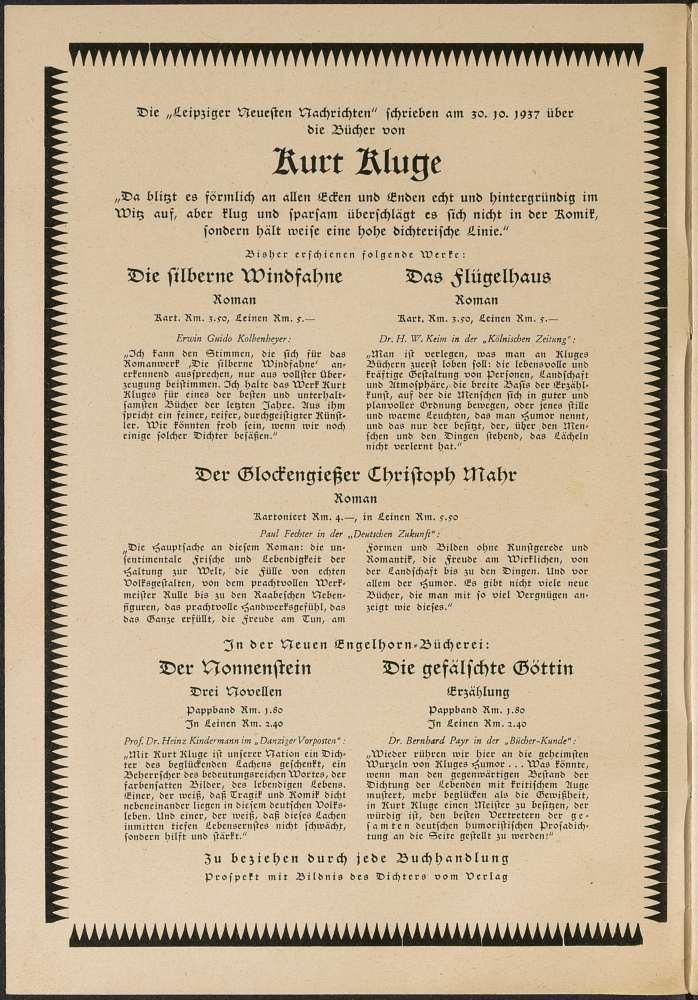 Die „Leipziger Neuesten Nachrichten“ schrieben am 30. 10. 1937 über
die Bücher von
Kurt Kluge
„Da blitzt es förmlich an allen Ecken und Enden echt und hintergründig im
Witz auf, aber klug und sparsam überschlägt es sich nicht in der Komik,
sondern hält weise eine hohe dichterische Linie.“
Bisher erschienen folgende Werke:
Die silberne Windfahne
Roman
Kart. Rm. 3.50, Leinen Rm. 5.—
Erwin Guido Kolbenheyer:
„Ich kann den Stimmen, die sich für das
Romanwerk ‚Die silberne Windfahne‘ an-
erkennend aussprechen, nur aus vollster Über-
zeugung beistimmen. Ich halte das Werk Kurt
Kluges für eines der besten und unterhalt-
samsten Bücher der letzten Jahre. Aus ihm
spricht ein feiner, reifer, durchgeistigter Künst-
ler. Wir könnten froh sein, wenn wir noch
einige solcher Dichter besäßen.“
Das Flügelhaus
Roman
Kart. Rm. 3.50, Leinen Rm. 5.—
Dr. H. W. Keim in der „Kölnischen Zeitung“:
„Man ist verlegen, was man an Kluges
Büchern zuerst loben soll: die lebensvolle und
kräftige Gestaltung von Personen, Landschaft
und Atmosphäre, die breite Basis der Erzähl-
kunst, auf der die Menschen sich in guter und
planvoller Ordnung bewegen, oder jenes stille
und warme Leuchten, das man Humor nennt,
und das nur der besitzt, der, über den Men-
schen und den Dingen stehend, das Lächeln
nicht verlernt hat.“
Der Glockengießer Christoph Mahr
Roman
Kartoniert Rm. 4.—, in Leinen Rm. 5.50
Paul Fechter in der „Deutschen Zukunft“:
„Die Hauptsache an diesem Roman: die un-
sentimentale Frische und Lebendigkeit der
Haltung zur Welt, die Fülle von echten
Volksgestalten, von dem prachtvollen Werk-
meister Rulle bis zu den Raabeschen Neben-
figuren, das prachtvolle Handwerksgefühl, das
das Ganze erfüllt, die Freude am Tun, am
Formen und Bilden ohne Kunstgerede und
Romantik, die Freude am Wirklichen, von
der Landschaft bis zu den Dingen. Und vor
allem der Humor. Es gibt nicht viele neue
Bücher, die man mit so viel Vergnügen an-
zeigt wie dieses.“
In der Neuen Engelhorn-Bücherei:
Der Nonnenstein
Drei Novellen
Pappband Rm. 1.80
In Leinen Rm. 2.40
Prof. Dr. Heinz Kindermann im „Danziger Vorposten“:
„Mit Kurt Kluge ist unserer Nation ein Dich-
ter des beglückenden Lachens geschenkt, ein
Beherrscher des bedeutungsreichen Wortes, der
farbensatten Bilder, des lebendigen Lebens.
Einer, der weiß, daß Tragik und Komik dicht
nebeneinander liegen in diesem deutschen Volks-
leben. Und einer, der weiß, daß dieses Lachen
inmitten tiefen Lebensernstes nicht schwächt,
sondern hilft und stärkt.“
Die gefälschte Göttin
Erzählung
Pappband Rm. 1.80
In Leinen Rm. 2.40
Dr. Bernhard Payr in der „Bücher-Kunde“:
„Wieder rühren wir hier an die geheimsten
Wurzeln von Kluges Humor . . . Was könnte,
wenn man den gegenwärtigen Bestand der
Dichtung der Lebenden mit kritischem Auge
mustert, mehr beglücken als die Gewißheit,
in Kurt Kluge einen Meister zu besitzen, der
würdig ist, den besten Vertretern der ge-
samten deutschen humoristischen Prosadich-
tung an die Seite gestellt zu werden!“
Zu beziehen durch jede Buchhandlung
Prospekt mit Bildnis des Dichters vom Verlag